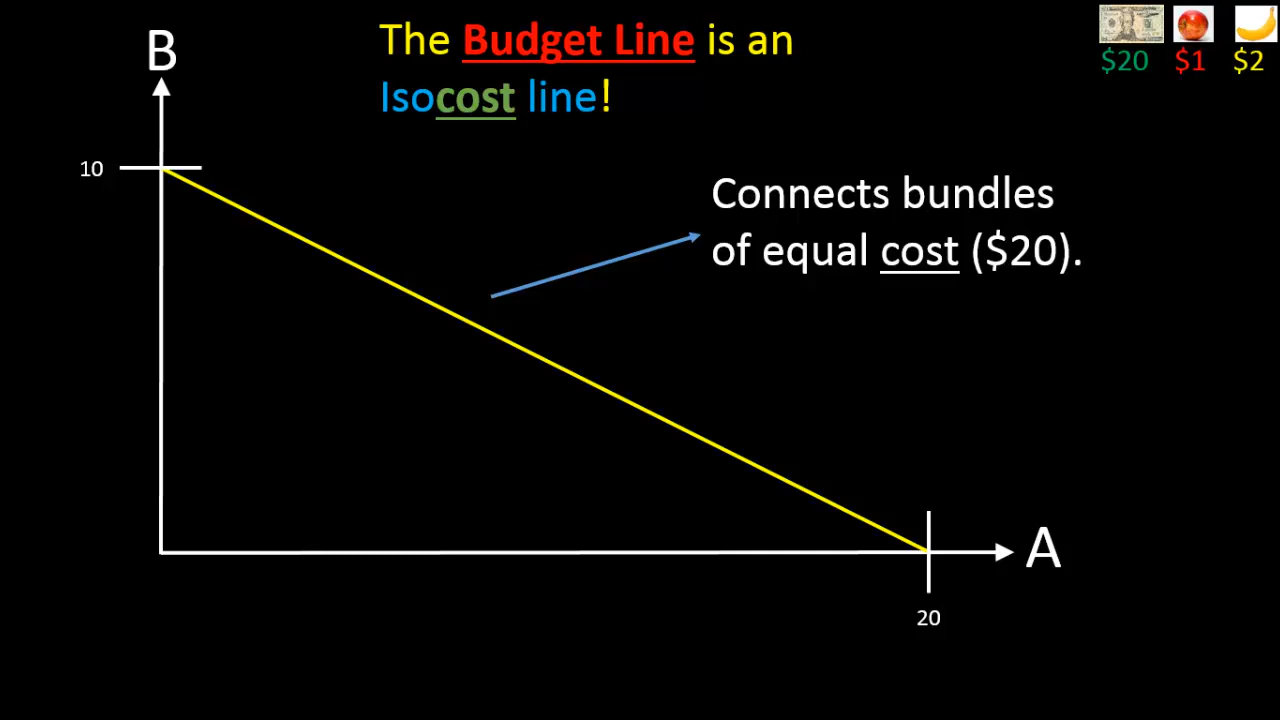 The Budget Line is an
Isocost line!
$20 $1 $2
B
10
Connects bundles
of equal cost ($20).
A
20